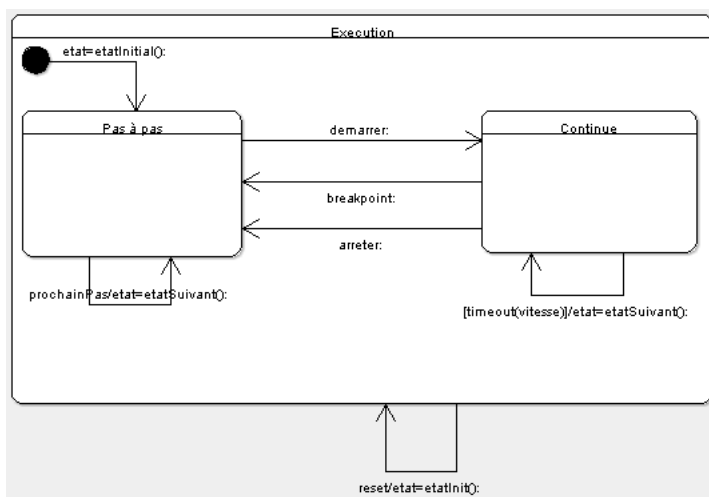 Execution
etat=etatInitial():
Pas à pas
demarrer:
Continue
breakpoint:
arreter:
prochainPas/etat=etatSuivant():
[timeout(vitesse)]/etat=etatSuivant():
reset/etat=etatInit():